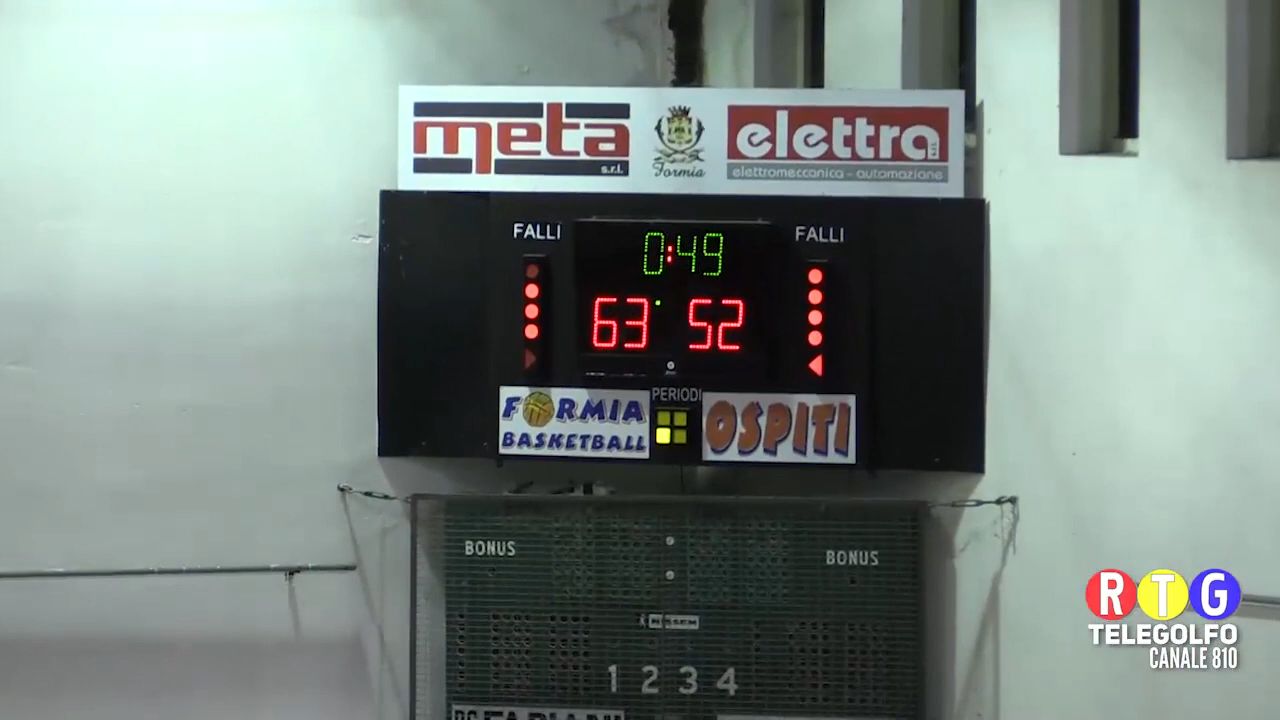 meta
s.r.l.
Formia
elettra
s.r.l.
elettromeccanica - automazione
FALLI
FALLI
0:49
63 52
PERIODI
FORMIA
BASKETBALL
OSPITI
BONUS
BONUS
NISSEN
1 2 3 4
RTG
TELEGOLFO
CANALE 810